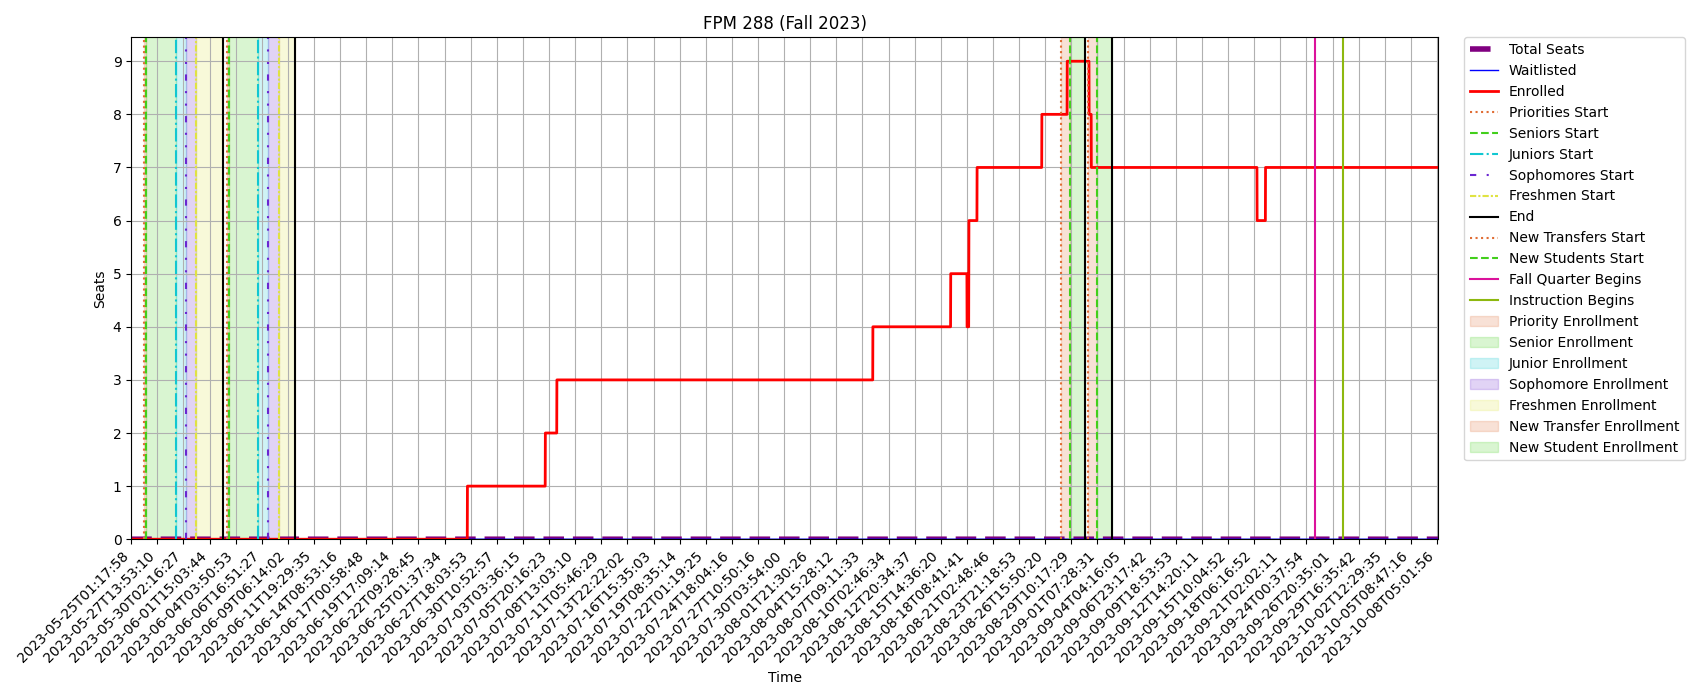 FPM 288 (Fall 2023)
Seats
9
8
7
6
5
4
3
2
1
0
2023-05-25T01:17:58
2023-05-27T13:53:10
2023-05-30T02:16:27
2023-06-01T15:03:44
2023-06-04T03:50:53
2023-06-06T16:51:27
2023-06-09T06:14:02
2023-06-11T19:29:35
2023-06-14T08:53:16
2023-06-17T00:58:48
2023-06-19T17:09:14
2023-06-22T09:28:45
2023-06-25T01:37:34
2023-06-27T18:03:53
2023-06-30T10:52:57
2023-07-03T03:36:15
2023-07-05T20:16:23
2023-07-08T13:03:10
2023-07-11T05:46:29
2023-07-13T22:22:02
2023-07-16T15:35:03
2023-07-19T08:35:14
2023-07-22T01:19:25
2023-07-24T18:04:16
2023-07-27T10:50:16
2023-07-30T03:54:00
2023-08-01T21:30:26
2023-08-04T15:28:12
2023-08-07T09:11:33
2023-08-10T02:46:34
2023-08-12T20:34:37
2023-08-15T14:36:20
2023-08-18T08:41:41
2023-08-21T02:48:46
2023-08-23T21:18:53
2023-08-26T15:50:20
2023-08-29T10:17:29
2023-09-01T07:28:31
2023-09-04T04:16:05
2023-09-06T23:17:42
2023-09-09T18:53:53
2023-09-12T14:20:11
2023-09-15T10:04:52
2023-09-18T06:16:52
2023-09-21T02:02:11
2023-09-24T00:37:54
2023-09-26T20:35:01
2023-09-29T16:35:42
2023-10-02T12:29:35
2023-10-05T08:47:16
2023-10-08T05:01:56
Time
Total Seats
Waitlisted
Enrolled
Priorities Start
Seniors Start
Juniors Start
Sophomores Start
Freshmen Start
End
New Transfers Start
New Students Start
Fall Quarter Begins
Instruction Begins
Priority Enrollment
Senior Enrollment
Junior Enrollment
Sophomore Enrollment
Freshmen Enrollment
New Transfer Enrollment
New Student Enrollment